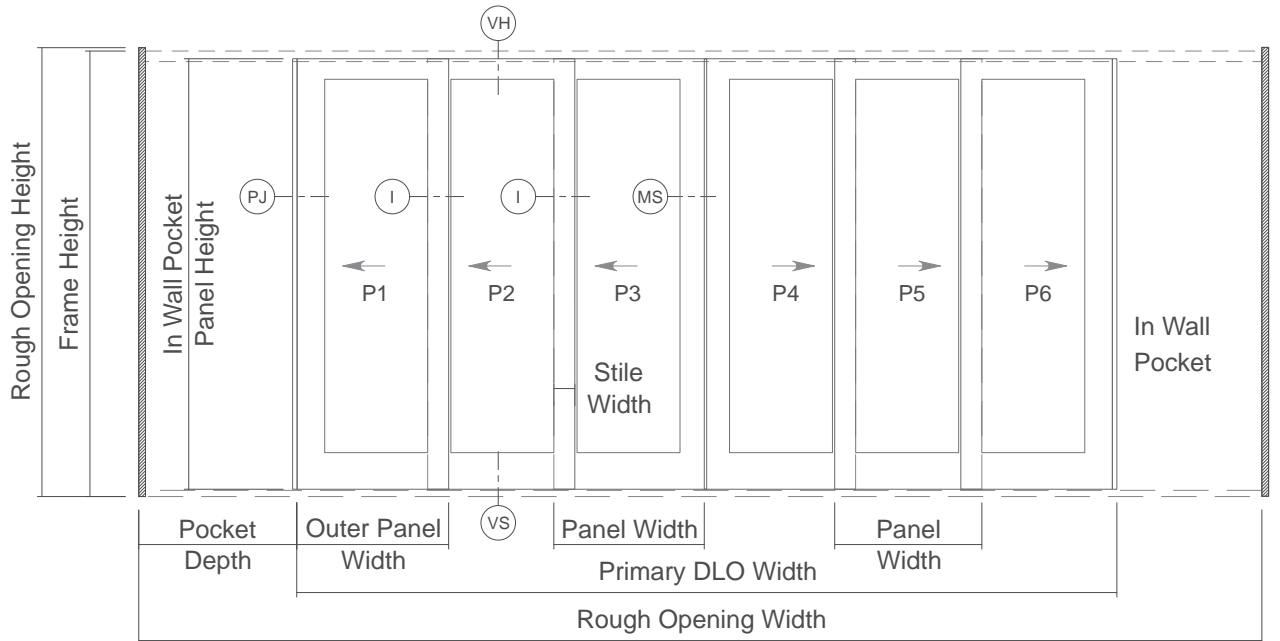 VH
Rough Opening Height
Frame Height
In Wall Pocket
Panel Height
PJ
I
I
MS
P1
P2
P3
P4
P5
P6
In Wall
Pocket
Stile
Width
VS
Pocket
Depth
Outer Panel
Width
Panel Width
Panel
Width
Primary DLO Width
Rough Opening Width